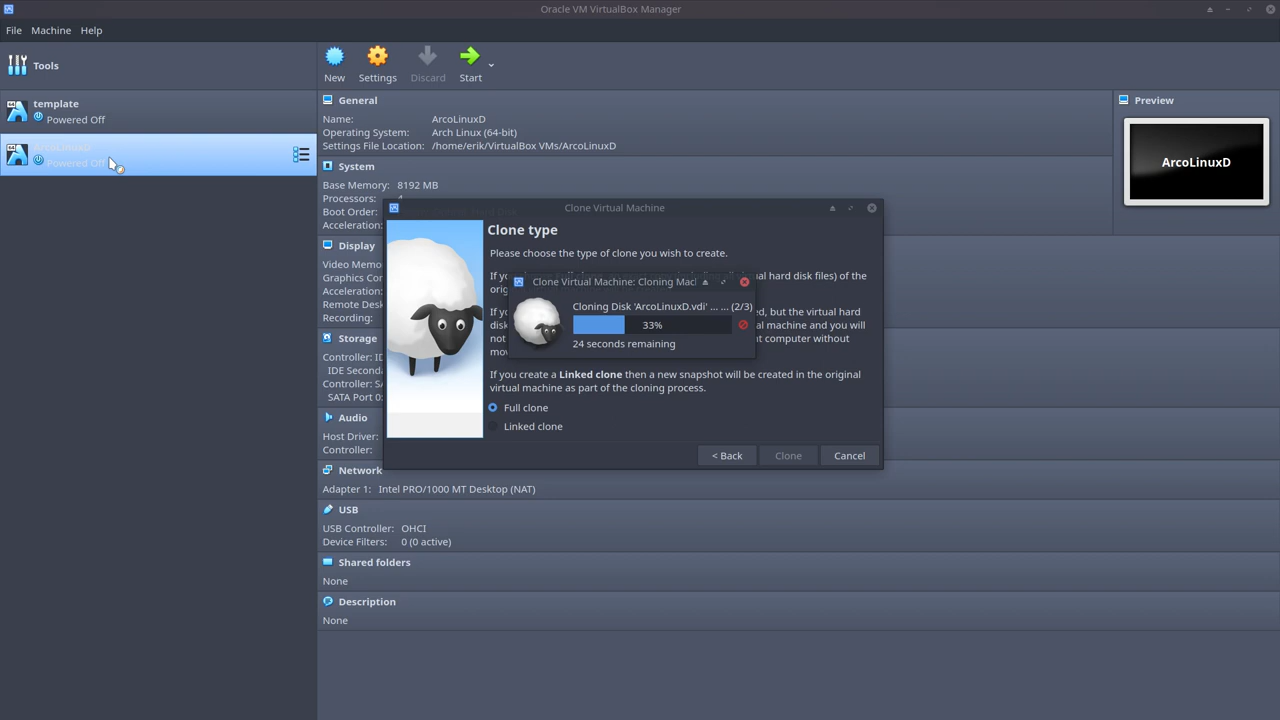 Oracle VM VirtualBox Manager
File Machine Help
Tools
New Settings Discard Start
64
template
Powered Off
64
ArcoLinuxD
Powered Off
General
Name: ArcoLinuxD
Operating System: Arch Linux (64-bit)
Settings File Location: /home/erik/VirtualBox VMs/ArcoLinuxD
Preview
ArcoLinuxD
System
Base Memory: 8192 MB
Processors:
Boot Order:
Acceleration:
Display
Video Memo
Graphics Co
Acceleration:
Remote Desk
Recording:
Storage
Controller: ID
IDE Seconda
Controller: SA
SATA Port 0:
Audio
Host Driver:
Controller:
Network
Adapter 1: Intel PRO/1000 MT Desktop (NAT)
USB
USB Controller: OHCI
Device Filters: 0 (0 active)
Shared folders
None
Description
None
Clone Virtual Machine
Clone type
Please choose the type of clone you wish to create.
If you ual hard disk files) of the
orig
If yo ed, but the virtual hard
disk al machine and you will
not nt computer without
mov
If you create a Linked clone then a new snapshot will be created in the original
virtual machine as part of the cloning process.
Full clone
Linked clone
< Back Clone Cancel
Clone Virtual Machine: Cloning Mac
Cloning Disk 'ArcoLinuxD.vdi' ... ... (2/3)
33%
24 seconds remaining